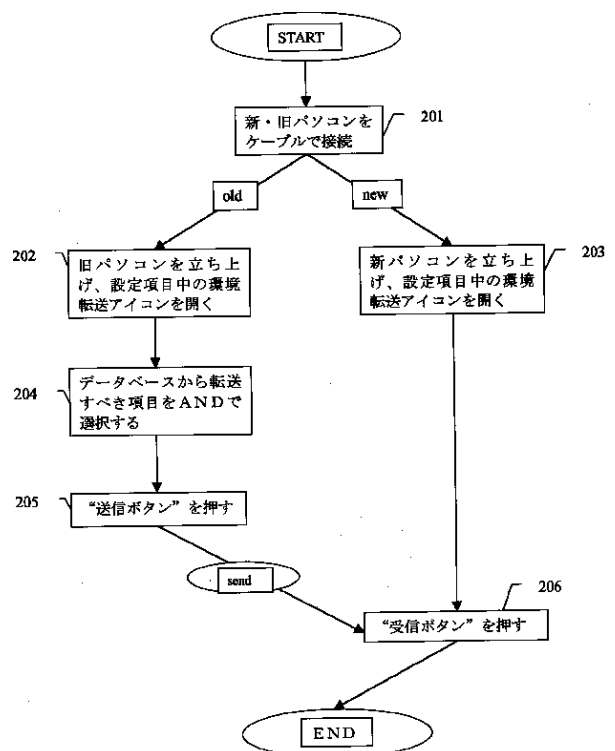 START
新・旧パソコンを
ケーブルで接続
201
old
new
202
旧パソコンを立ち上
げ、設定項目中の環境
転送アイコンを開く
新パソコンを立ち上
げ、設定項目中の環境
転送アイコンを開く
203
204
データベースから転送
すべき項目をANDで
選択する
205
“送信ボタン”を押す
send
206
“受信ボタン”を押す
END